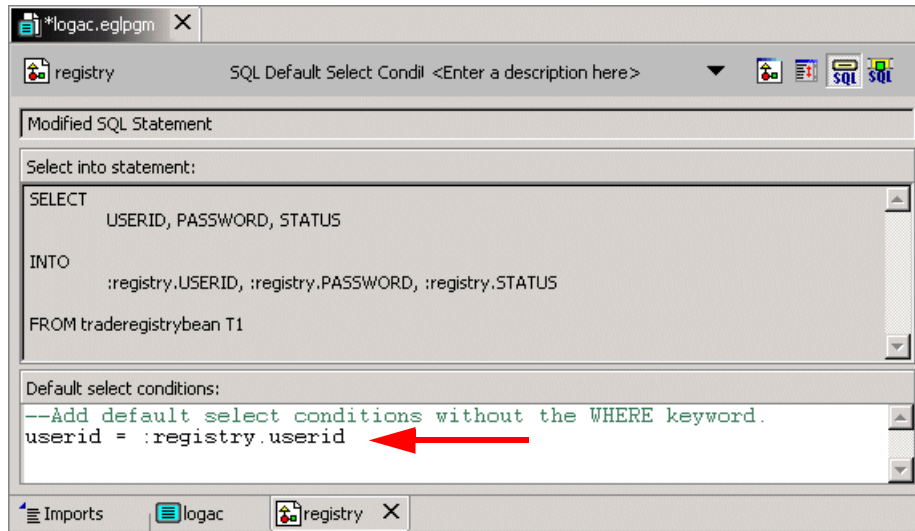 *logac.eglpgm
registry SQL Default Select Condi <Enter a description here>
SQL SQL
Modified SQL Statement
Select into statement:
SELECT
USERID, PASSWORD, STATUS
INTO
:registry.USERID, :registry.PASSWORD, :registry.STATUS
FROM traderegistrybean T1
Default select conditions:
--Add default select conditions without the WHERE keyword.
userid = :registry.userid
Imports logac registry